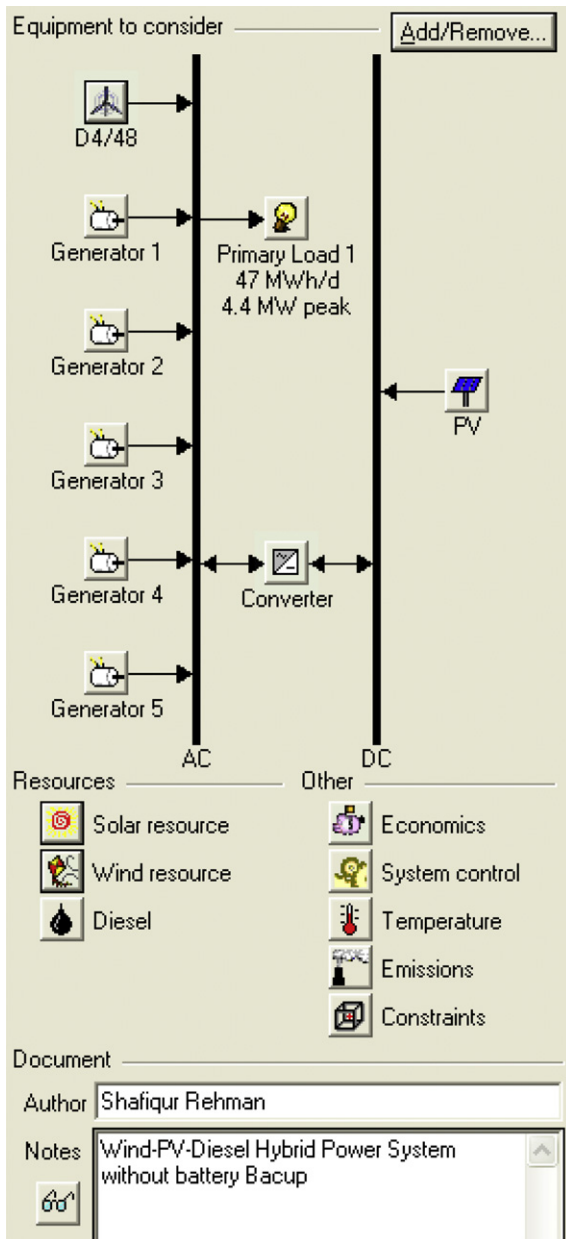 Equipment to consider
Add/Remove...
D4/48
Generator 1
Primary Load 1
47 MWh/d
4.4 MW peak
Generator 2
PV
Generator 3
Generator 4
Converter
Generator 5
AC
DC
Resources
Other
Solar resource
Economics
Wind resource
System control
Diesel
Temperature
Emissions
Constraints
Document
Author
Shafiqur Rehman
Notes
Wind-PV-Diesel Hybrid Power System
without battery Bacup